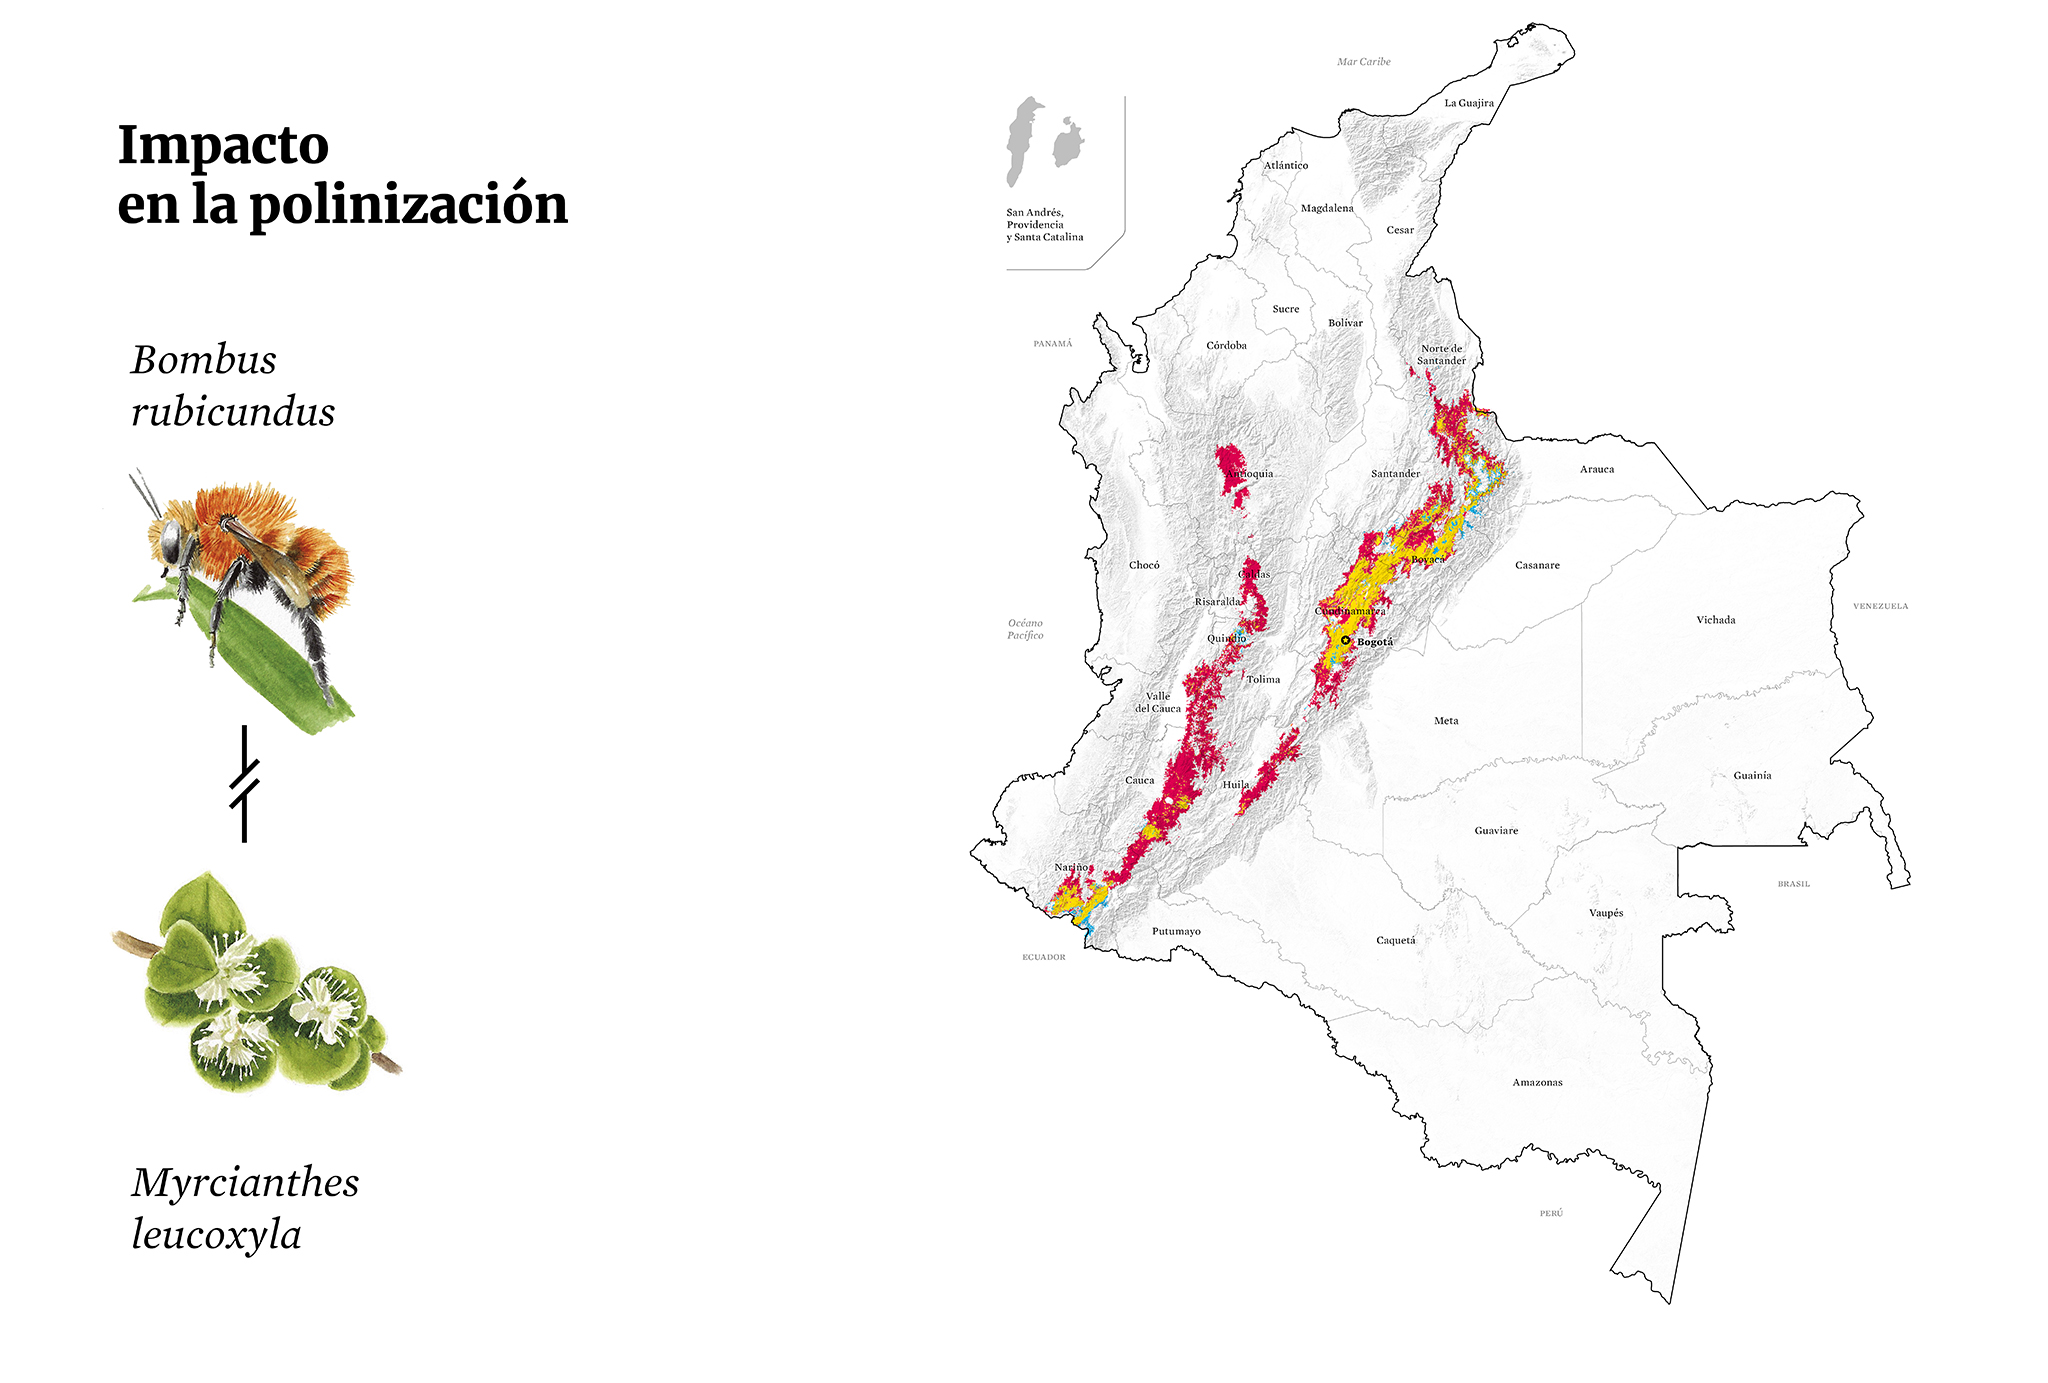 Impacto
en la polinización
Bombus
rubicundus
Myrcianthes
leucoxyla
San Andrés,
Providencia
y Santa Catalina
Mar Caribe
La Guajira
Atlántico
Magdalena
Cesar
Sucre
Bolívar
Córdoba
PANAMÁ
Norte de
Santander
Antioquia
Santander
Arauca
Chocó
Caldas
Boyacá
Casanare
Risaralda
Cundinamarca
Vichada
VENEZUELA
Océano
Pacífico
Quindío
Bogotá
Tolima
Valle
del Cauca
Meta
Cauca
Huila
Guainía
Guaviare
Nariño
BRASIL
Vaupés
Putumayo
Caquetá
ECUADOR
Amazonas
PERÚ